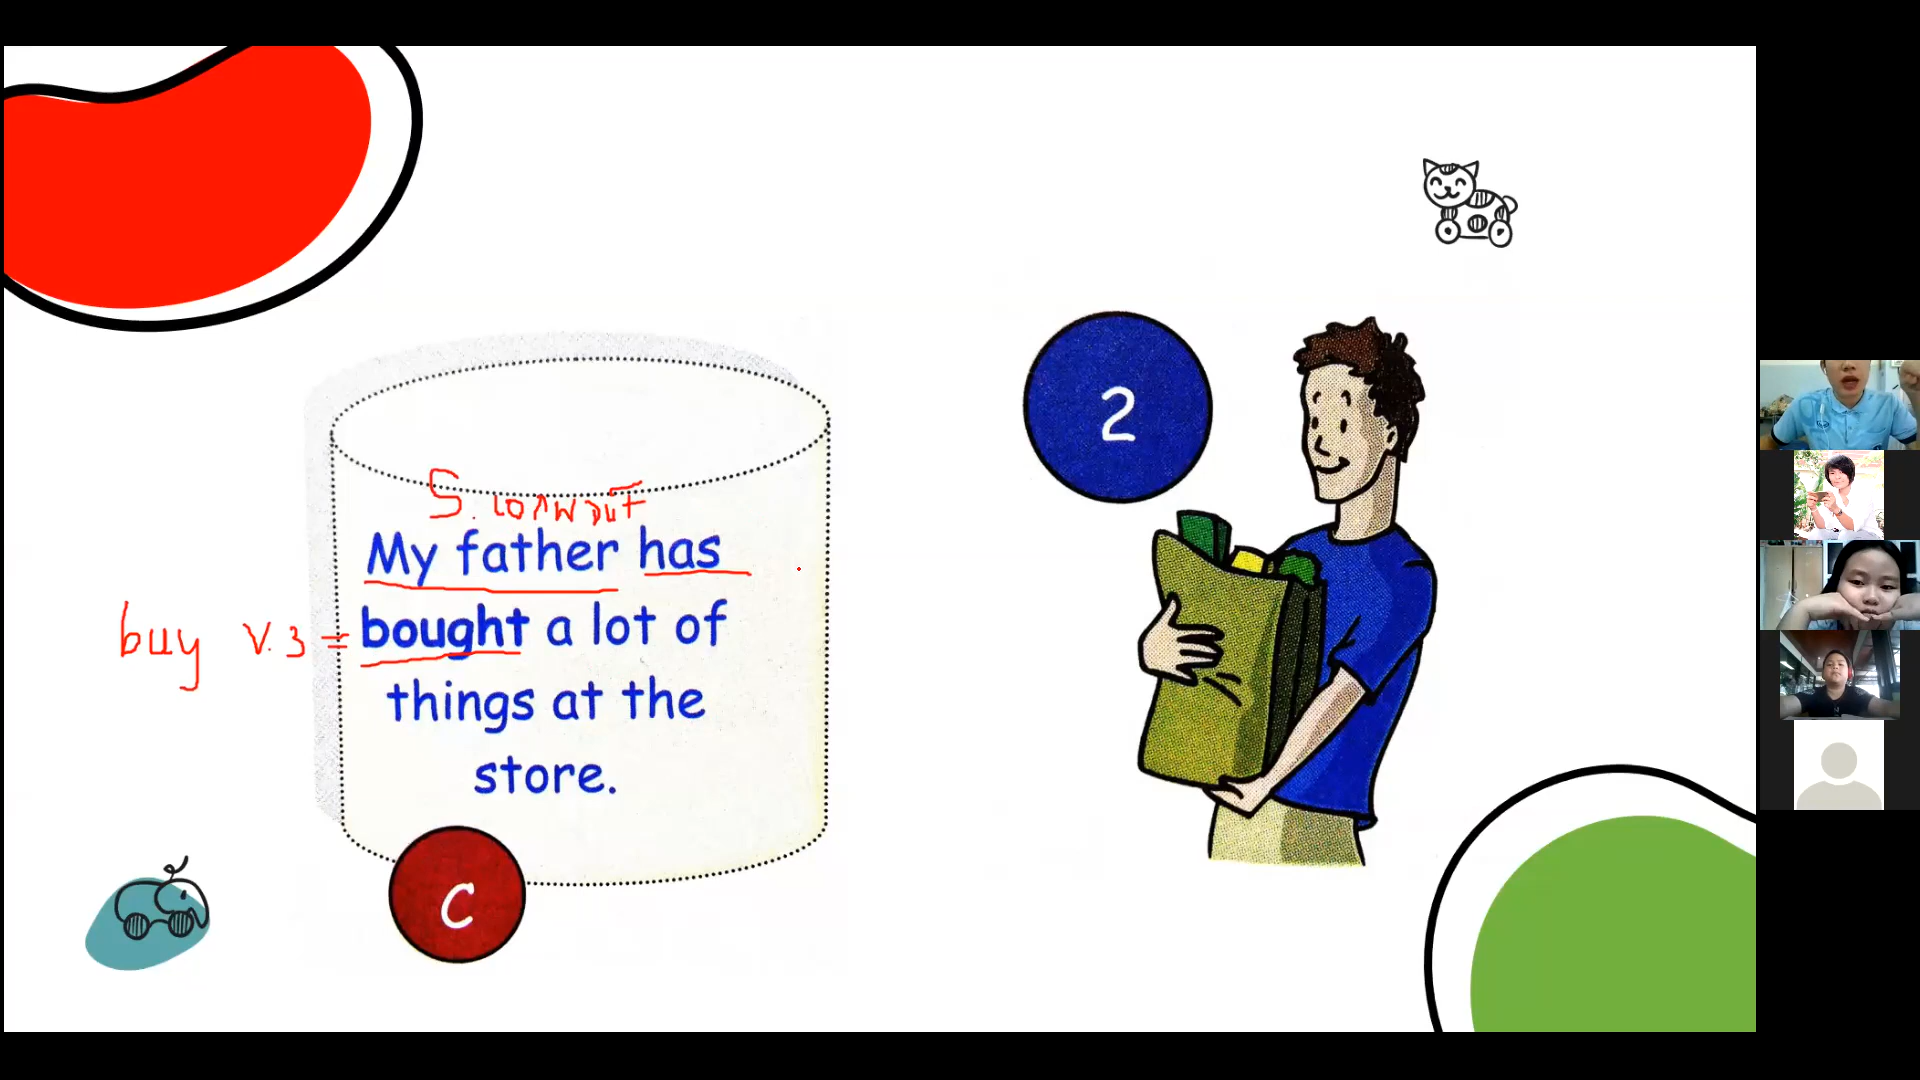 S. เอกพจน์
My father has
buy v.3 = bought a lot of
things at the
store.
C
2